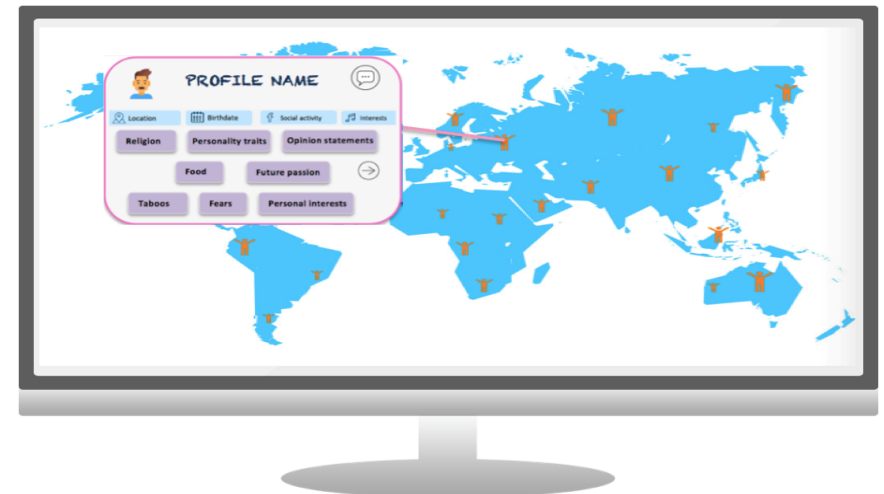 PROFILE NAME
Location Birthdate Social activity Interests
Religion Personality traits Opinion statements
Food Future passion
Taboos Fears Personal interests